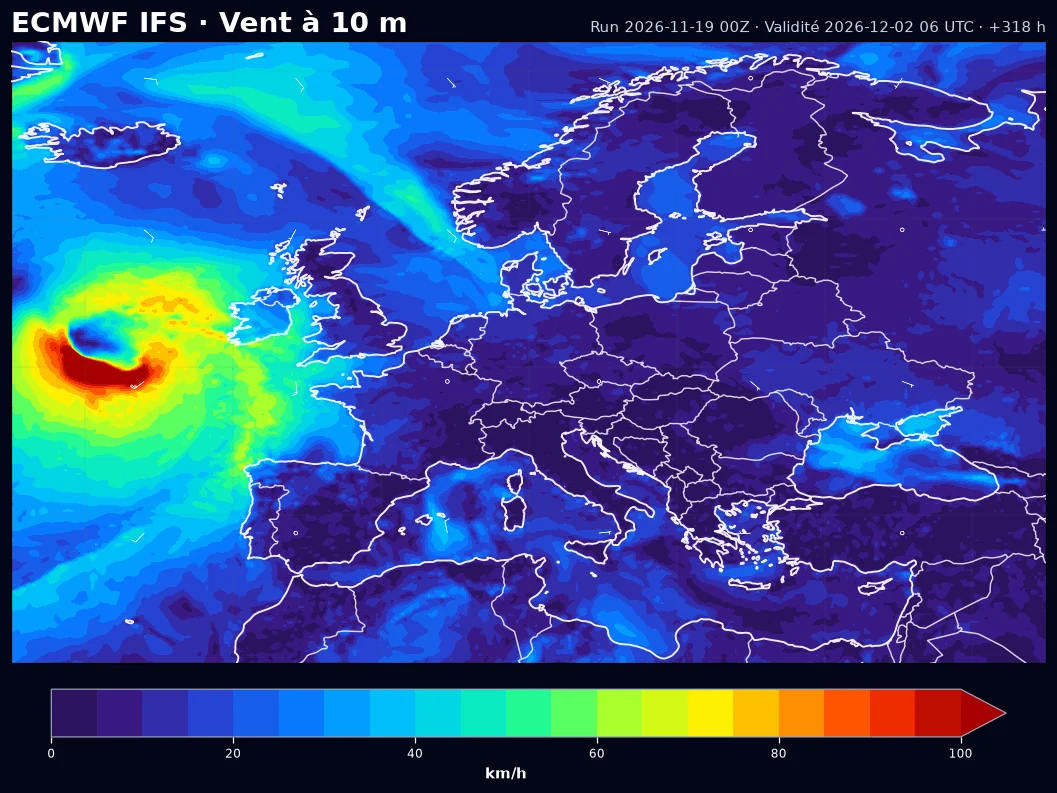 ECMWF IFS · Vent à 10 m
Run 2026-11-19 00Z · Validité 2026-12-02 06 UTC · +318 h
0 20 40 60 80 100
km/h